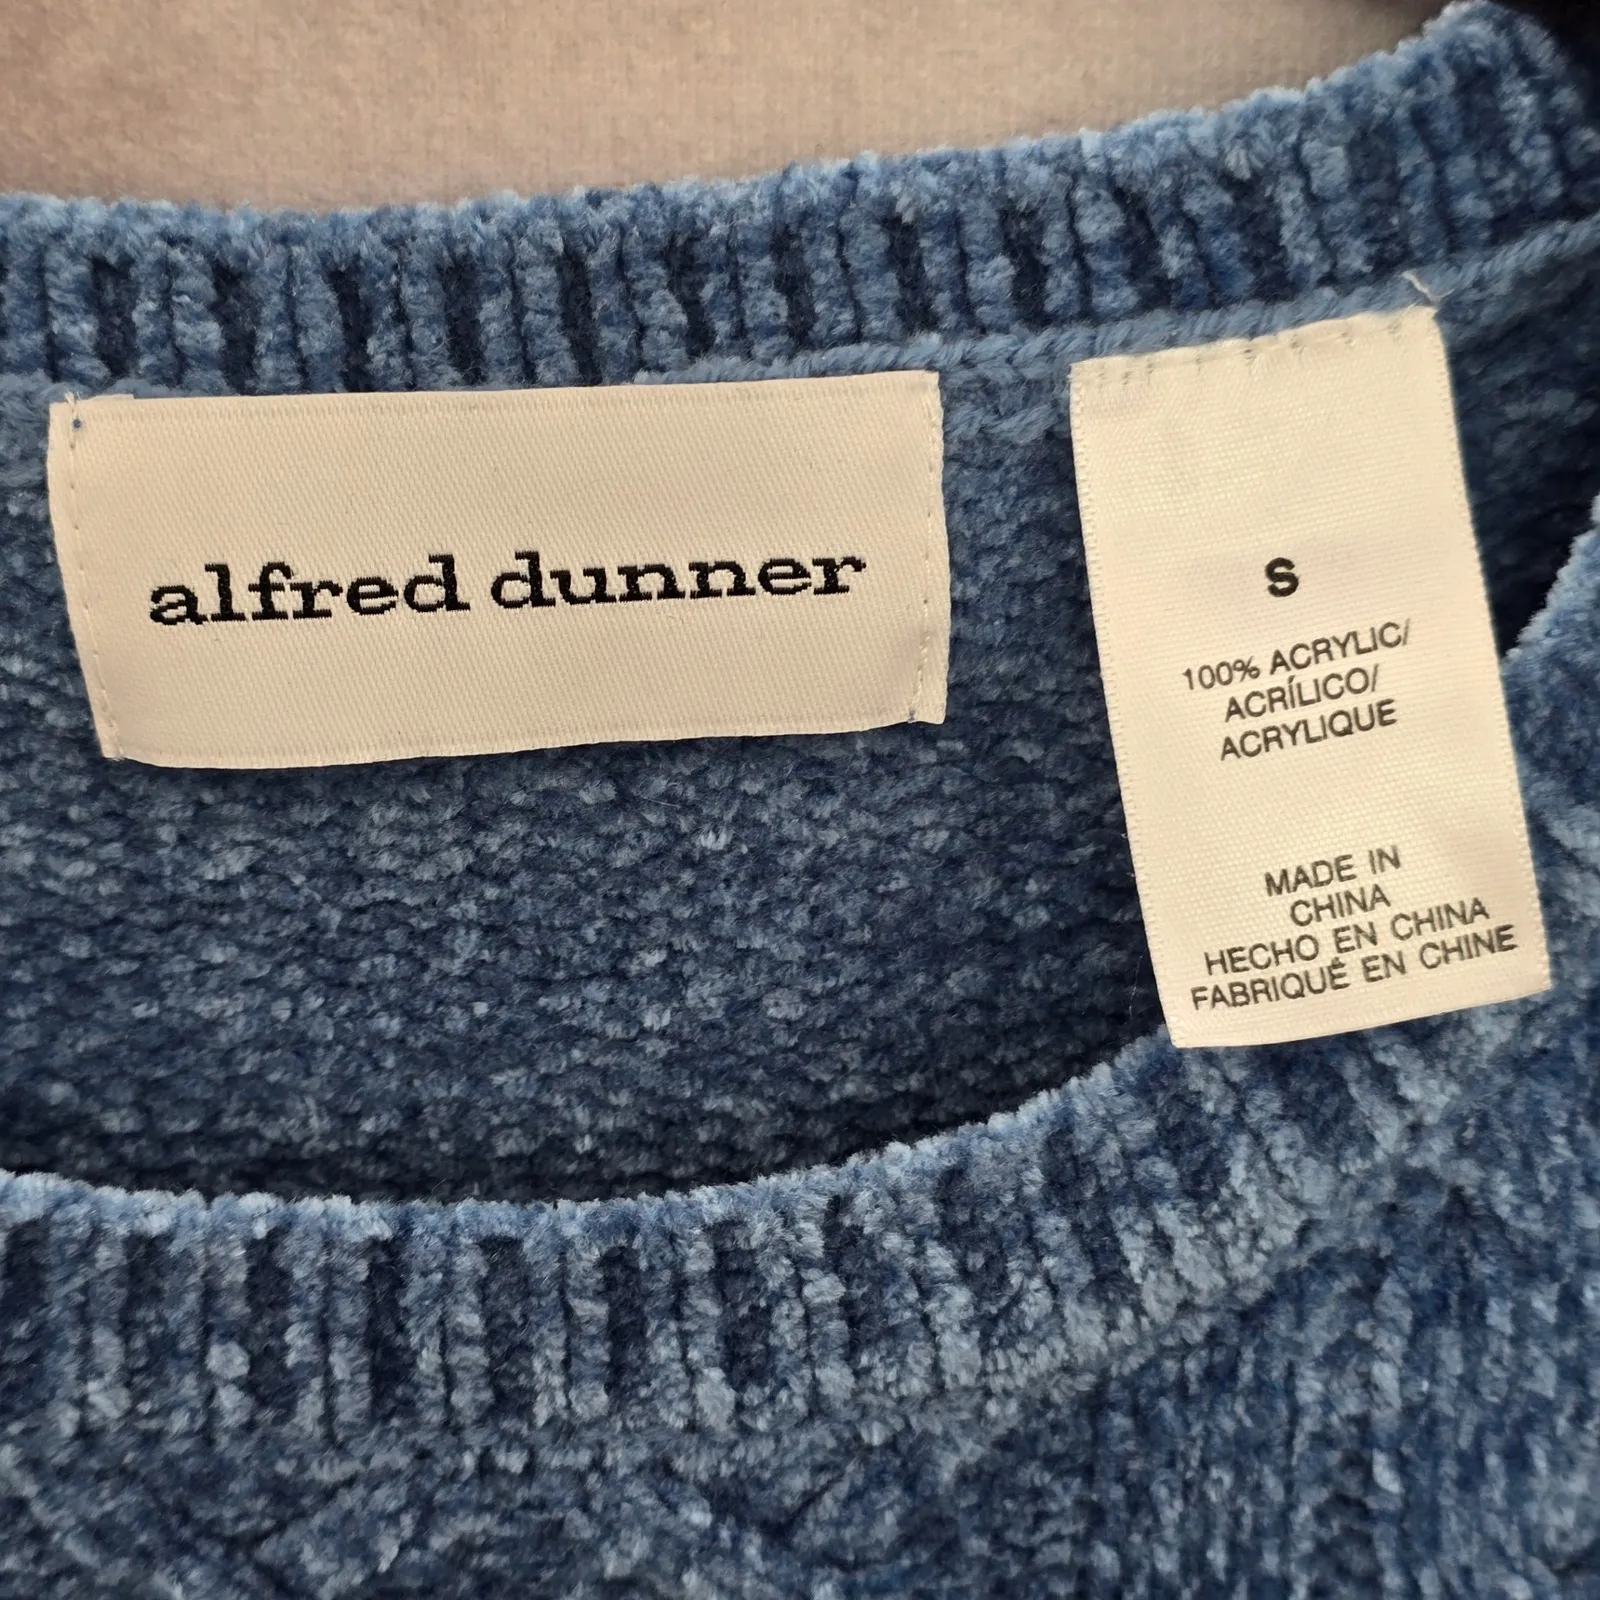 alfred dunner
S
100% ACRYLIC/
ACRÍLICO/
ACRYLIQUE
MADE IN
CHINA
HECHO EN CHINA
FABRIQUÉ EN CHINE